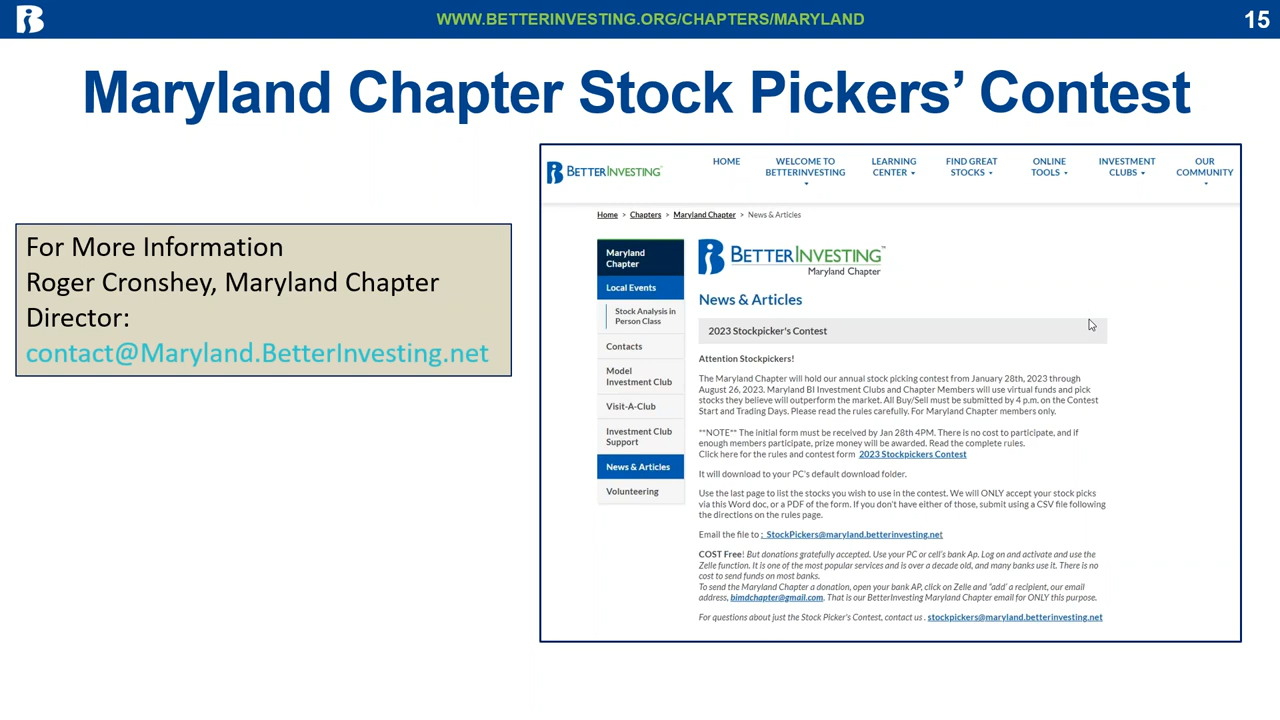 WWW.BETTERINVESTING.ORG/CHAPTERS/MARYLAND
15
Maryland Chapter Stock Pickers’ Contest
For More Information
Roger Cronshey, Maryland Chapter
Director:
contact@Maryland.BetterInvesting.net
BETTERINVESTING™
HOME
WELCOME TO
BETTERINVESTING
LEARNING
CENTER
FIND GREAT
STOCKS
ONLINE
TOOLS
INVESTMENT
CLUBS
OUR
COMMUNITY
Home > Chapters > Maryland Chapter > News & Articles
Maryland
Chapter
Local Events
Stock Analysis in
Person Class
Contacts
Model
Investment Club
Visit-A-Club
Investment Club
Support
News & Articles
Volunteering
BETTERINVESTING™
Maryland Chapter
News & Articles
2023 Stockpicker's Contest
Attention Stockpickers!
The Maryland Chapter will hold our annual stock picking contest from January 28th, 2023 through
August 26, 2023. Maryland BI Investment Clubs and Chapter Members will use virtual funds and pick
stocks they believe will outperform the market. All Buy/Sell must be submitted by 4 p.m. on the Contest
Start and Trading Days. Please read the rules carefully. For Maryland Chapter members only.
**NOTE** The initial form must be received by Jan 28th 4PM. There is no cost to participate, and if
enough members participate, prize money will be awarded. Read the complete rules.
Click here for the rules and contest form 2023 Stockpickers Contest
It will download to your PC's default download folder.
Use the last page to list the stocks you wish to use in the contest. We will ONLY accept your stock picks
via this Word doc, or a PDF of the form. If you don't have either of those, submit using a CSV file following
the directions on the rules page.
Email the file to : StockPickers@maryland.betterinvesting.net
COST Free! But donations gratefully accepted. Use your PC or cell's bank Ap. Log on and activate and use the
Zelle function. It is one of the most popular services and is over a decade old, and many banks use it. There is no
cost to send funds on most banks.
To send the Maryland Chapter a donation, open your bank AP, click on Zelle and "add' a recipient, our email
address, bimdchapter@gmail.com. That is our BetterInvesting Maryland Chapter email for ONLY this purpose.
For questions about just the Stock Picker's Contest, contact us . stockpickers@maryland.betterinvesting.net